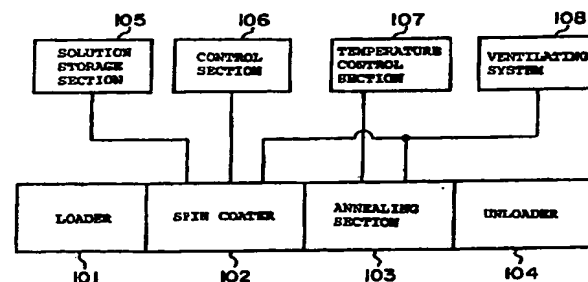 105
106
107
108
SOLUTION
STORAGE
SECTION
CONTROL
SECTION
TEMPERATURE
CONTROL
SECTION
VENTILATING
SYSTEM
LOADER
SPIN COATER
ANNEALING
SECTION
UNLOADER
101
102
103
104